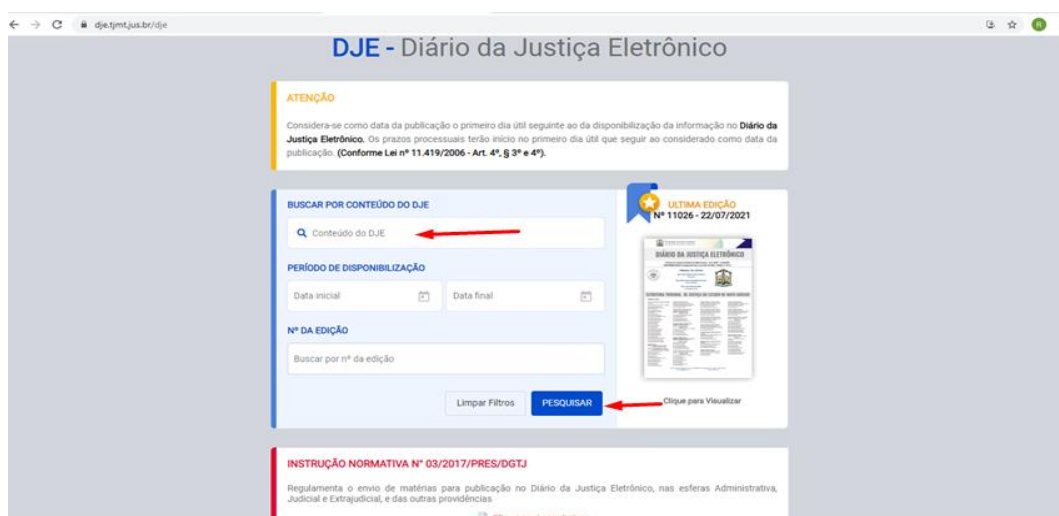 dje.tjmt.jus.br/dje
R
DJE - Diário da Justiça Eletrônico
ATENÇÃO
Considera-se como data da publicação o primeiro dia útil seguinte ao da disponibilização da informação no Diário da
Justiça Eletrônico. Os prazos processuais terão início no primeiro dia útil que seguir ao considerado como data da
publicação. (Conforme Lei nº 11.419/2006 - Art. 4º, § 3º e 4º).
BUSCAR POR CONTEÚDO DO DJE
Conteúdo do DJE
PERÍODO DE DISPONIBILIZAÇÃO
Data inicial
Data final
Nº DA EDIÇÃO
Buscar por nº da edição
Limpar Filtros
PESQUISAR
ULTIMA EDIÇÃO
Nº 11026 - 22/07/2021
DIÁRIO DA JUSTIÇA ELETRÔNICO
Clique para Visualizar
INSTRUÇÃO NORMATIVA N° 03/2017/PRES/DGTJ
Regulamenta o envio de matérias para publicação no Diário da Justiça Eletrônico, nas esferas Administrativa,
Judicial e Extrajudicial, e das outras providências